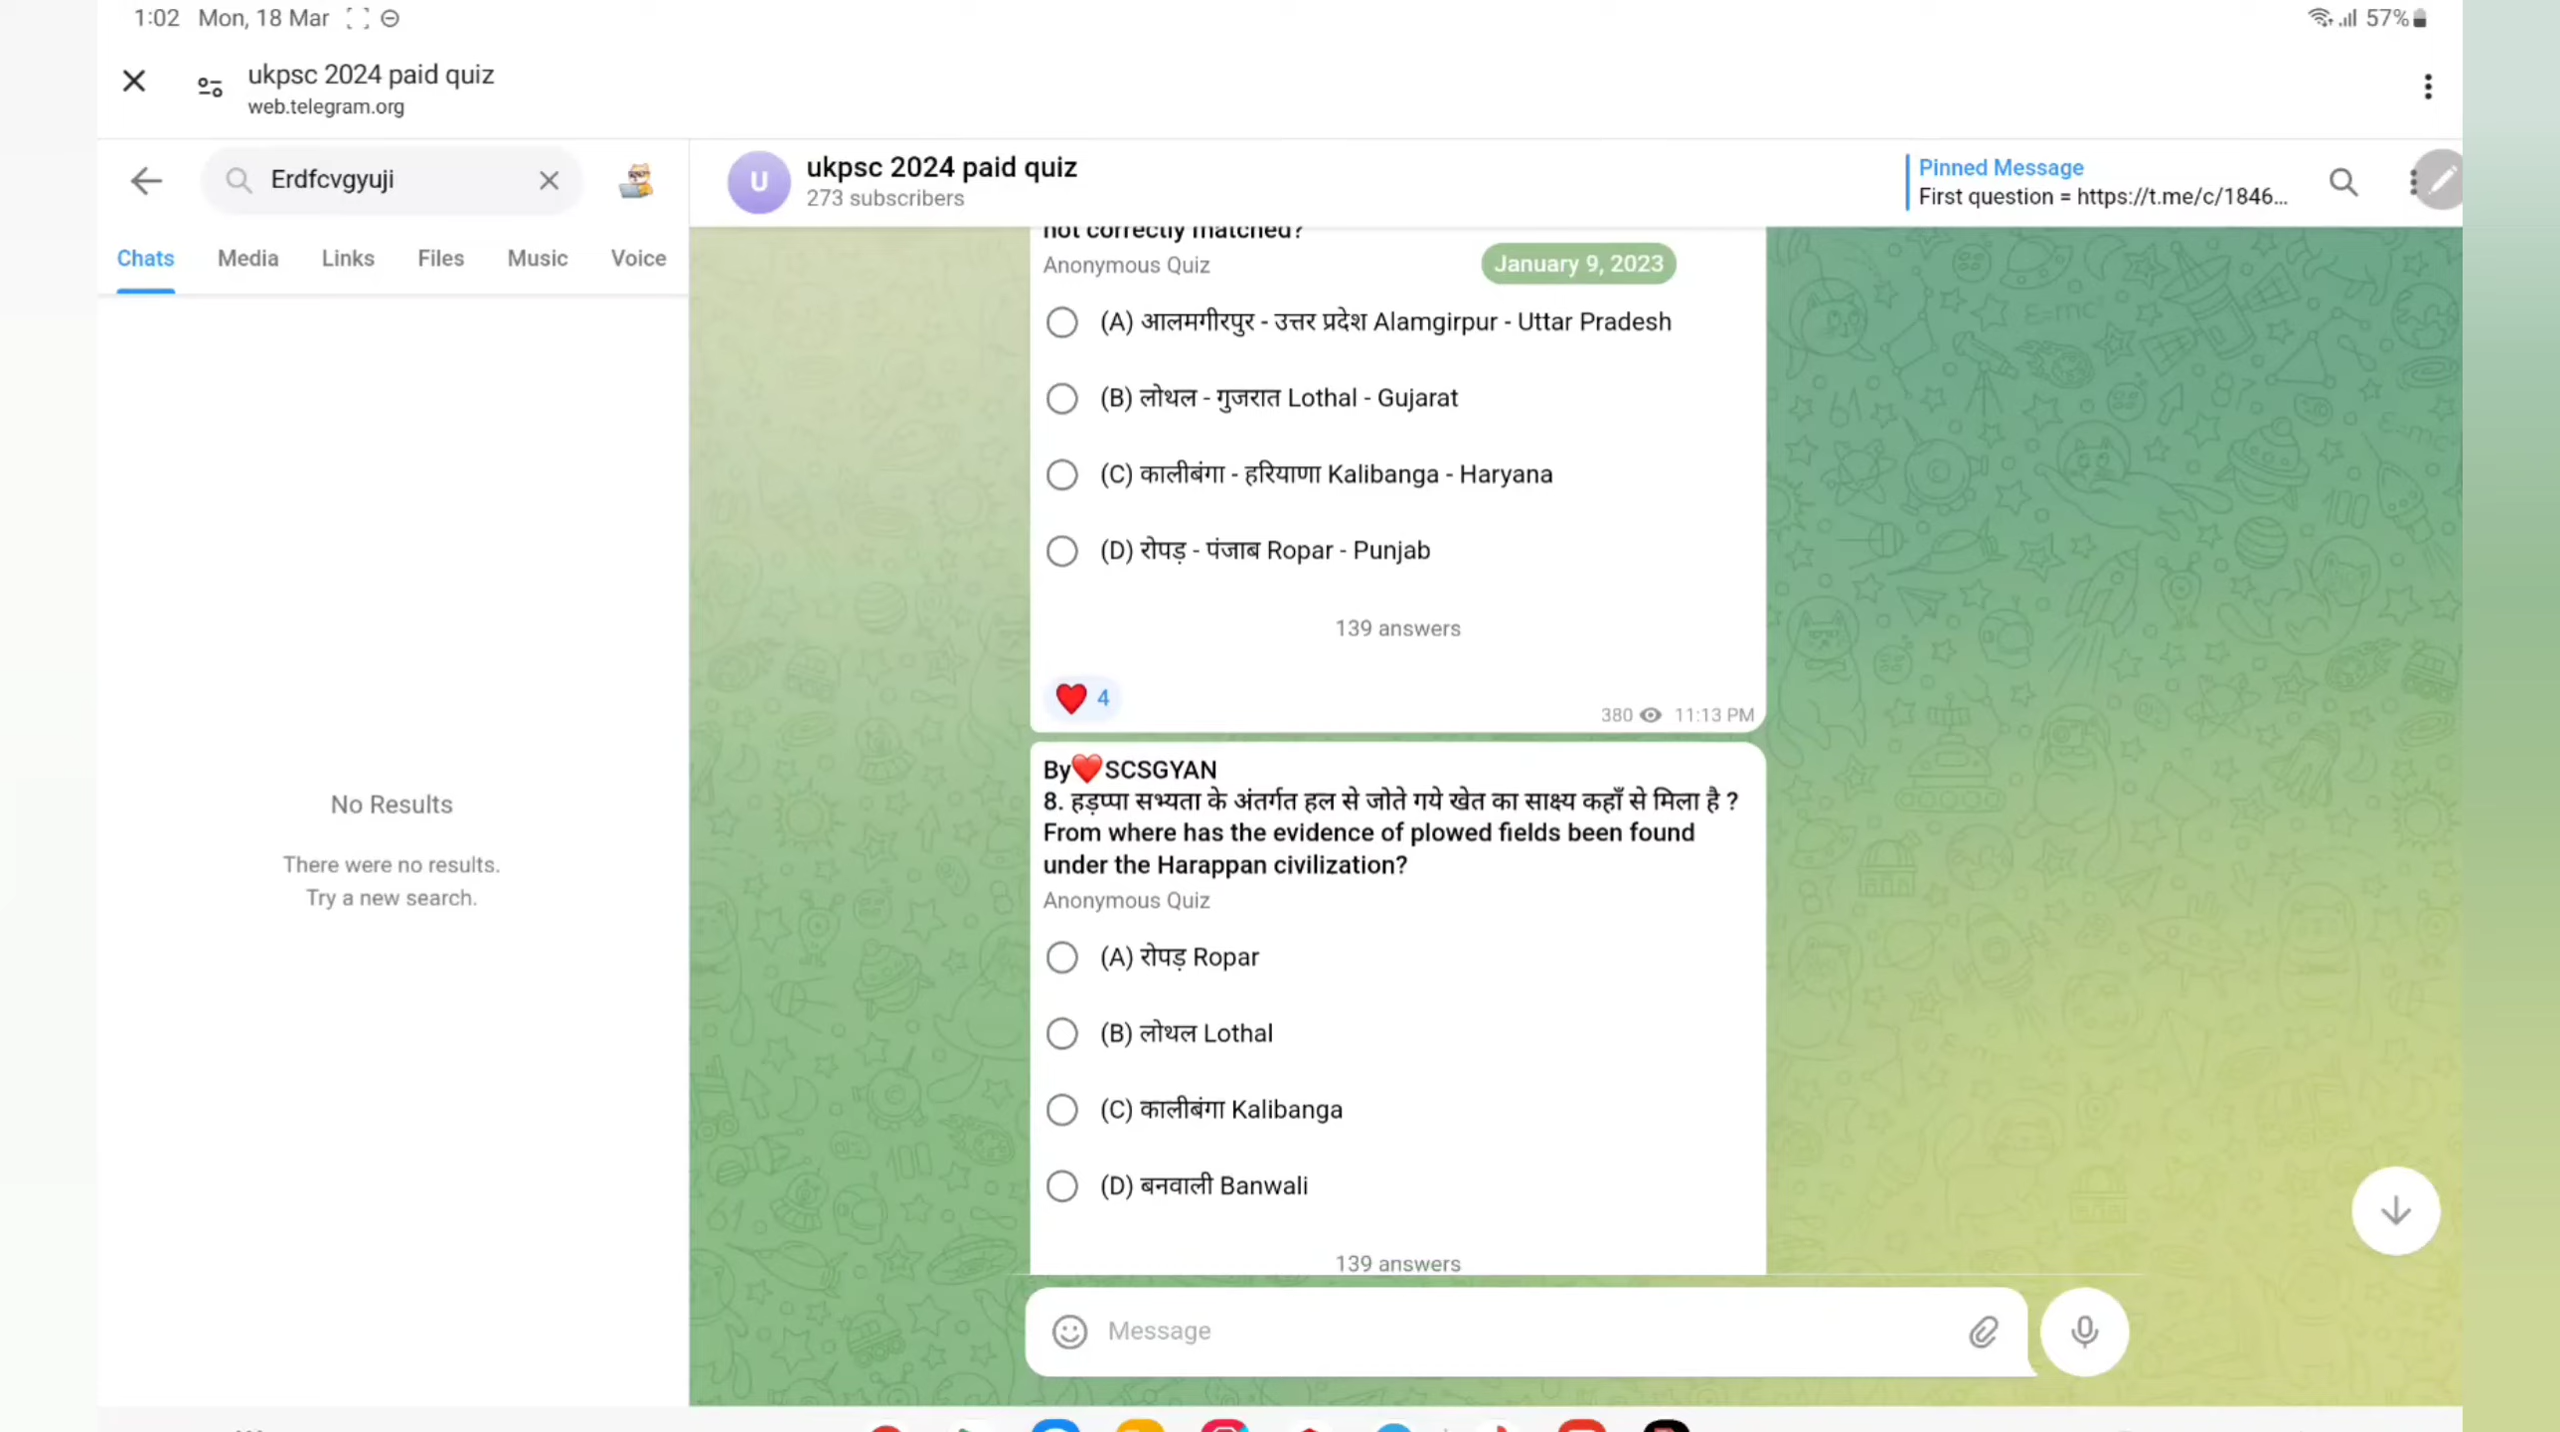 1:02 Mon, 18 Mar
57%
ukpsc 2024 paid quiz
web.telegram.org
Erdfcvgyuji
Chats Media Links Files Music Voice
No Results
There were no results.
Try a new search.
U
ukpsc 2024 paid quiz
273 subscribers
Pinned Message
First question = https://t.me/c/1846...
not correctly matched?
Anonymous Quiz
January 9, 2023
(A) आलमगीरपुर - उत्तर प्रदेश Alamgirpur - Uttar Pradesh
(B) लोथल - गुजरात Lothal - Gujarat
(C) कालीबंगा - हरियाणा Kalibanga - Haryana
(D) रोपड़ - पंजाब Ropar - Punjab
139 answers
4
380 11:13 PM
By❤️SCSGYAN
8. हड़प्पा सभ्यता के अंतर्गत हल से जोते गये खेत का साक्ष्य कहाँ से मिला है ?
From where has the evidence of plowed fields been found
under the Harappan civilization?
Anonymous Quiz
(A) रोपड़ Ropar
(B) लोथल Lothal
(C) कालीबंगा Kalibanga
(D) बनवाली Banwali
139 answers
Message